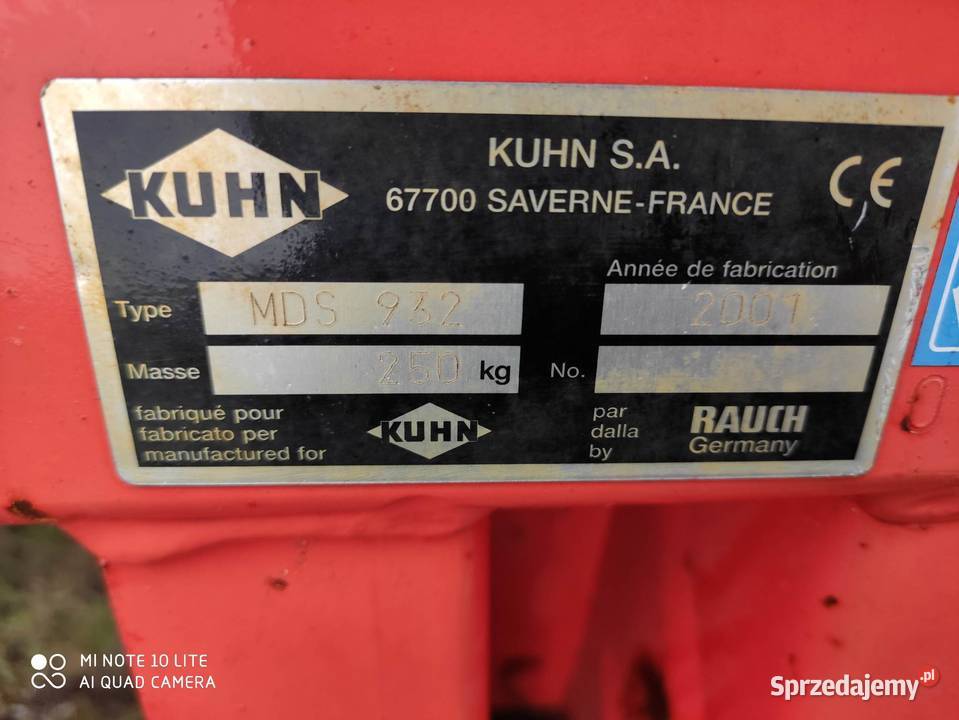 KUHN
KUHN S.A.
67700 SAVERNE-FRANCE
CE
Année de fabrication
Type MDS 932 2001
Masse 250 kg No.
fabriqué pour
fabricato per
manufactured for
KUHN
par
dalla
by
RAUCH
Germany
MI NOTE 10 LITE
AI QUAD CAMERA
Sprzedajemy.pl